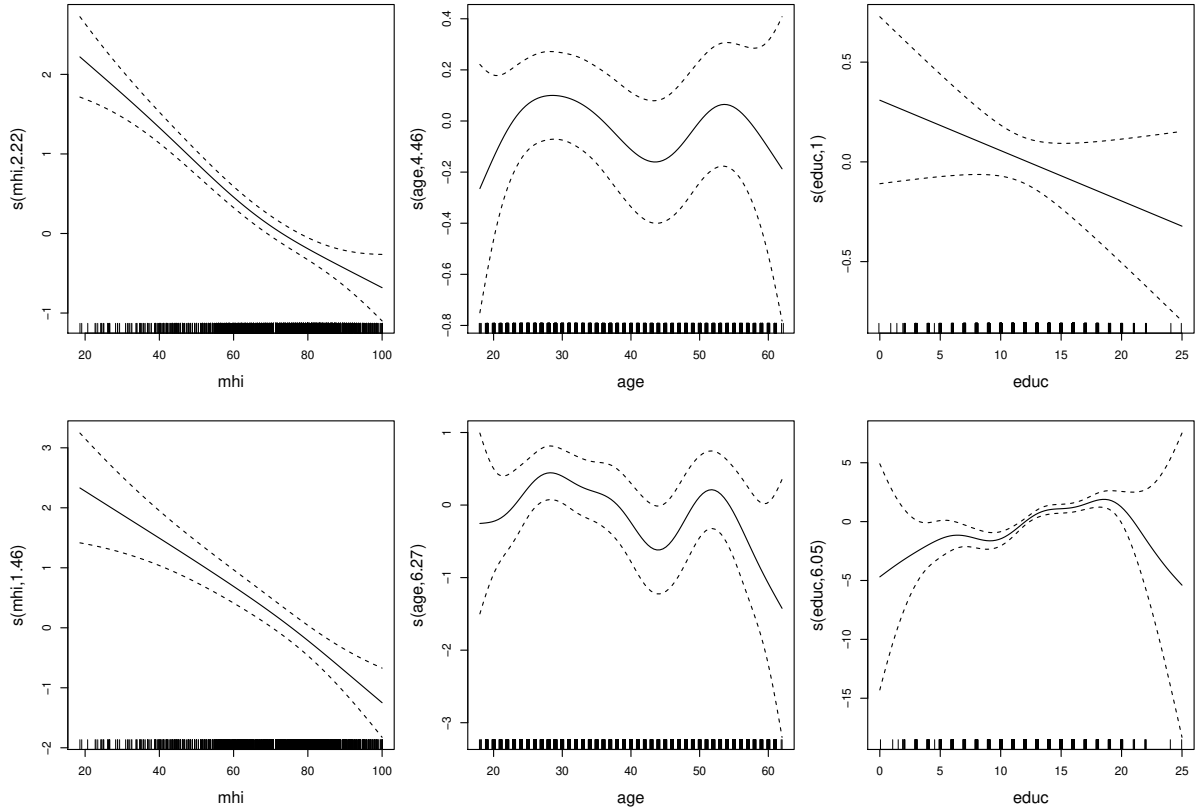 s(mhi,2.22)
2
1
0
−1
20 40 60 80 100
mhi
s(age,4.46)
0.4
0.2
0.0
−0.2
−0.4
−0.6
−0.8
20 30 40 50 60
age
s(educ,1)
0.5
0.0
−0.5
0 5 10 15 20 25
educ
s(mhi,1.46)
3
2
1
0
−1
−2
20 40 60 80 100
mhi
s(age,6.27)
1
0
−1
−2
−3
20 30 40 50 60
age
s(educ,6.05)
5
0
−5
−10
−15
0 5 10 15 20 25
educ